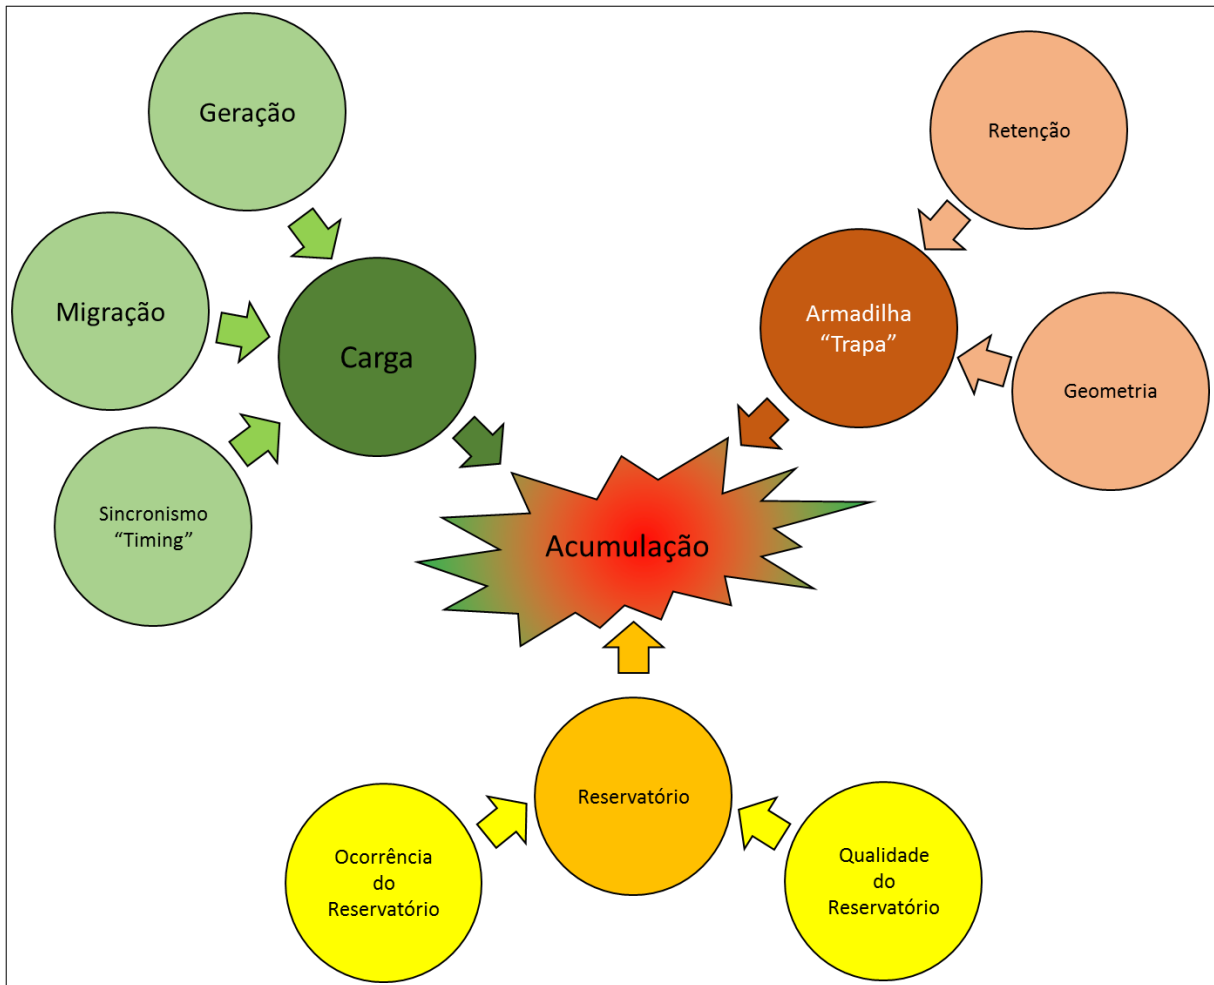 Geração
Migração
Sincronismo
“Timing”
Carga
Retenção
Armadilha
“Trapa”
Geometria
Acumulação
Reservatório
Ocorrência
do
Reservatório
Qualidade
do
Reservatório